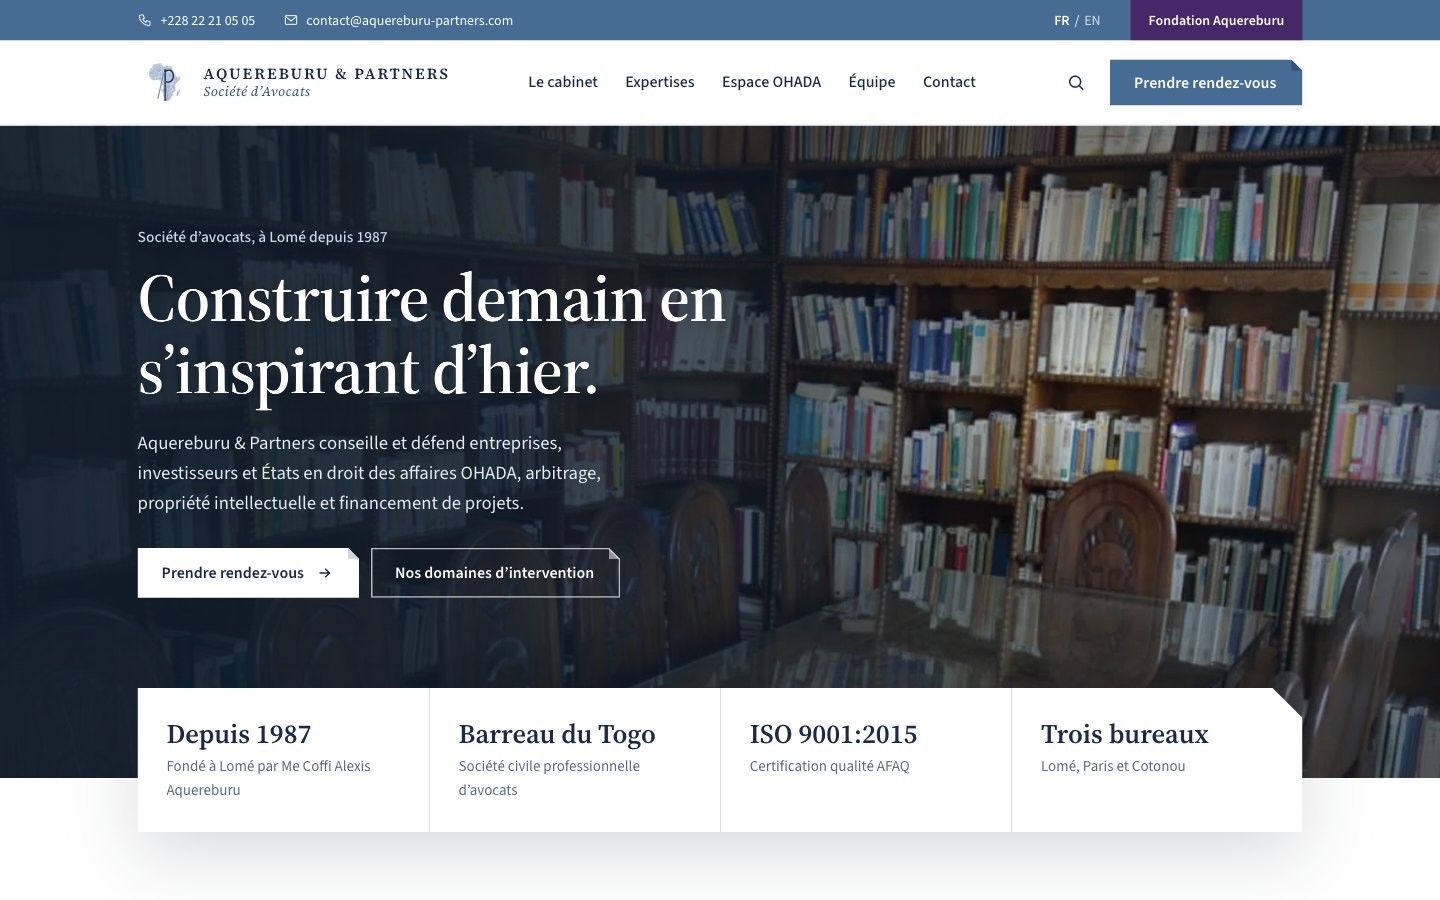 +228 22 21 05 05
contact@aquereburu-partners.com
FR / EN
Fondation Aquereburu
AQUEREBURU & PARTNERS
Société d’Avocats
Le cabinet
Expertises
Espace OHADA
Équipe
Contact
Prendre rendez-vous
Société d’avocats, à Lomé depuis 1987
Construire demain en
s’inspirant d’hier.
Aquereburu & Partners conseille et défend entreprises,
investisseurs et États en droit des affaires OHADA, arbitrage,
propriété intellectuelle et financement de projets.
Prendre rendez-vous
Nos domaines d’intervention
Depuis 1987
Fondé à Lomé par Me Coffi Alexis
Aquereburu
Barreau du Togo
Société civile professionnelle
d’avocats
ISO 9001:2015
Certification qualité AFAQ
Trois bureaux
Lomé, Paris et Cotonou